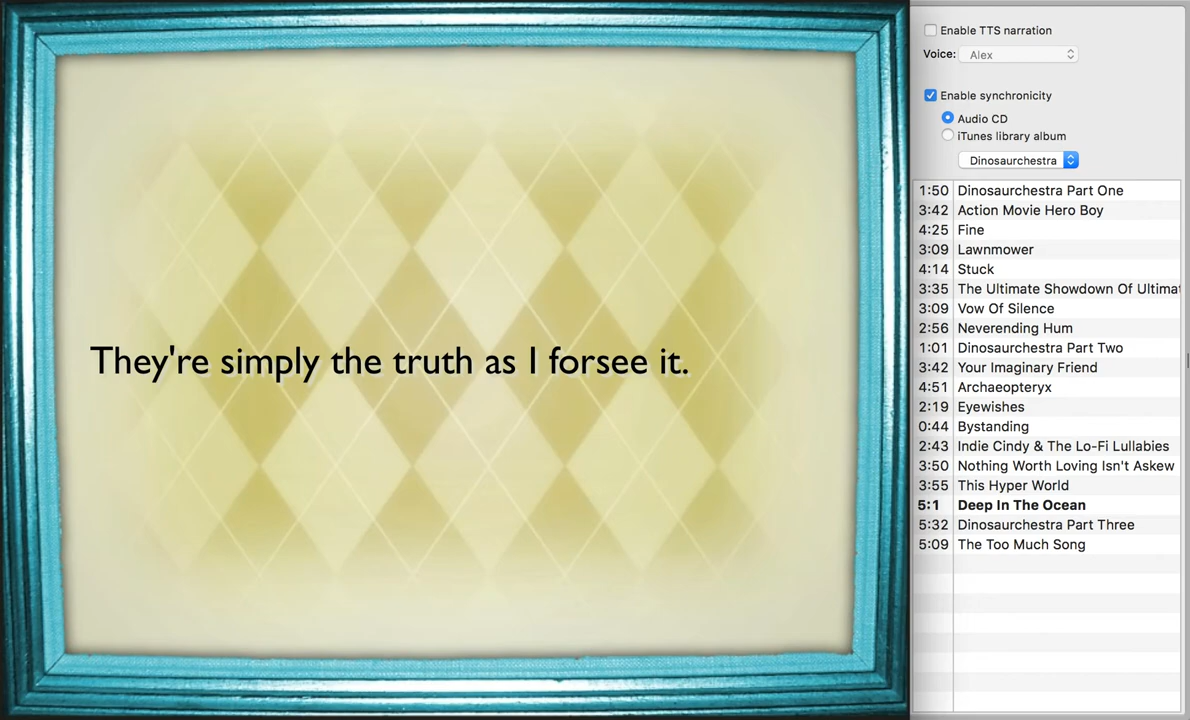 Enable TTS narration
Voice: Alex
Enable synchronicity
Audio CD
iTunes library album
Dinosaurchestra
1:50 Dinosaurchestra Part One
3:42 Action Movie Hero Boy
4:25 Fine
3:09 Lawnmower
4:14 Stuck
3:35 The Ultimate Showdown Of Ultimat
3:09 Vow Of Silence
2:56 Neverending Hum
1:01 Dinosaurchestra Part Two
3:42 Your Imaginary Friend
4:51 Archaeopteryx
2:19 Eyewishes
0:44 Bystanding
2:43 Indie Cindy & The Lo-Fi Lullabies
3:50 Nothing Worth Loving Isn't Askew
3:55 This Hyper World
5:1 Deep In The Ocean
5:32 Dinosaurchestra Part Three
5:09 The Too Much Song
They're simply the truth as I forsee it.